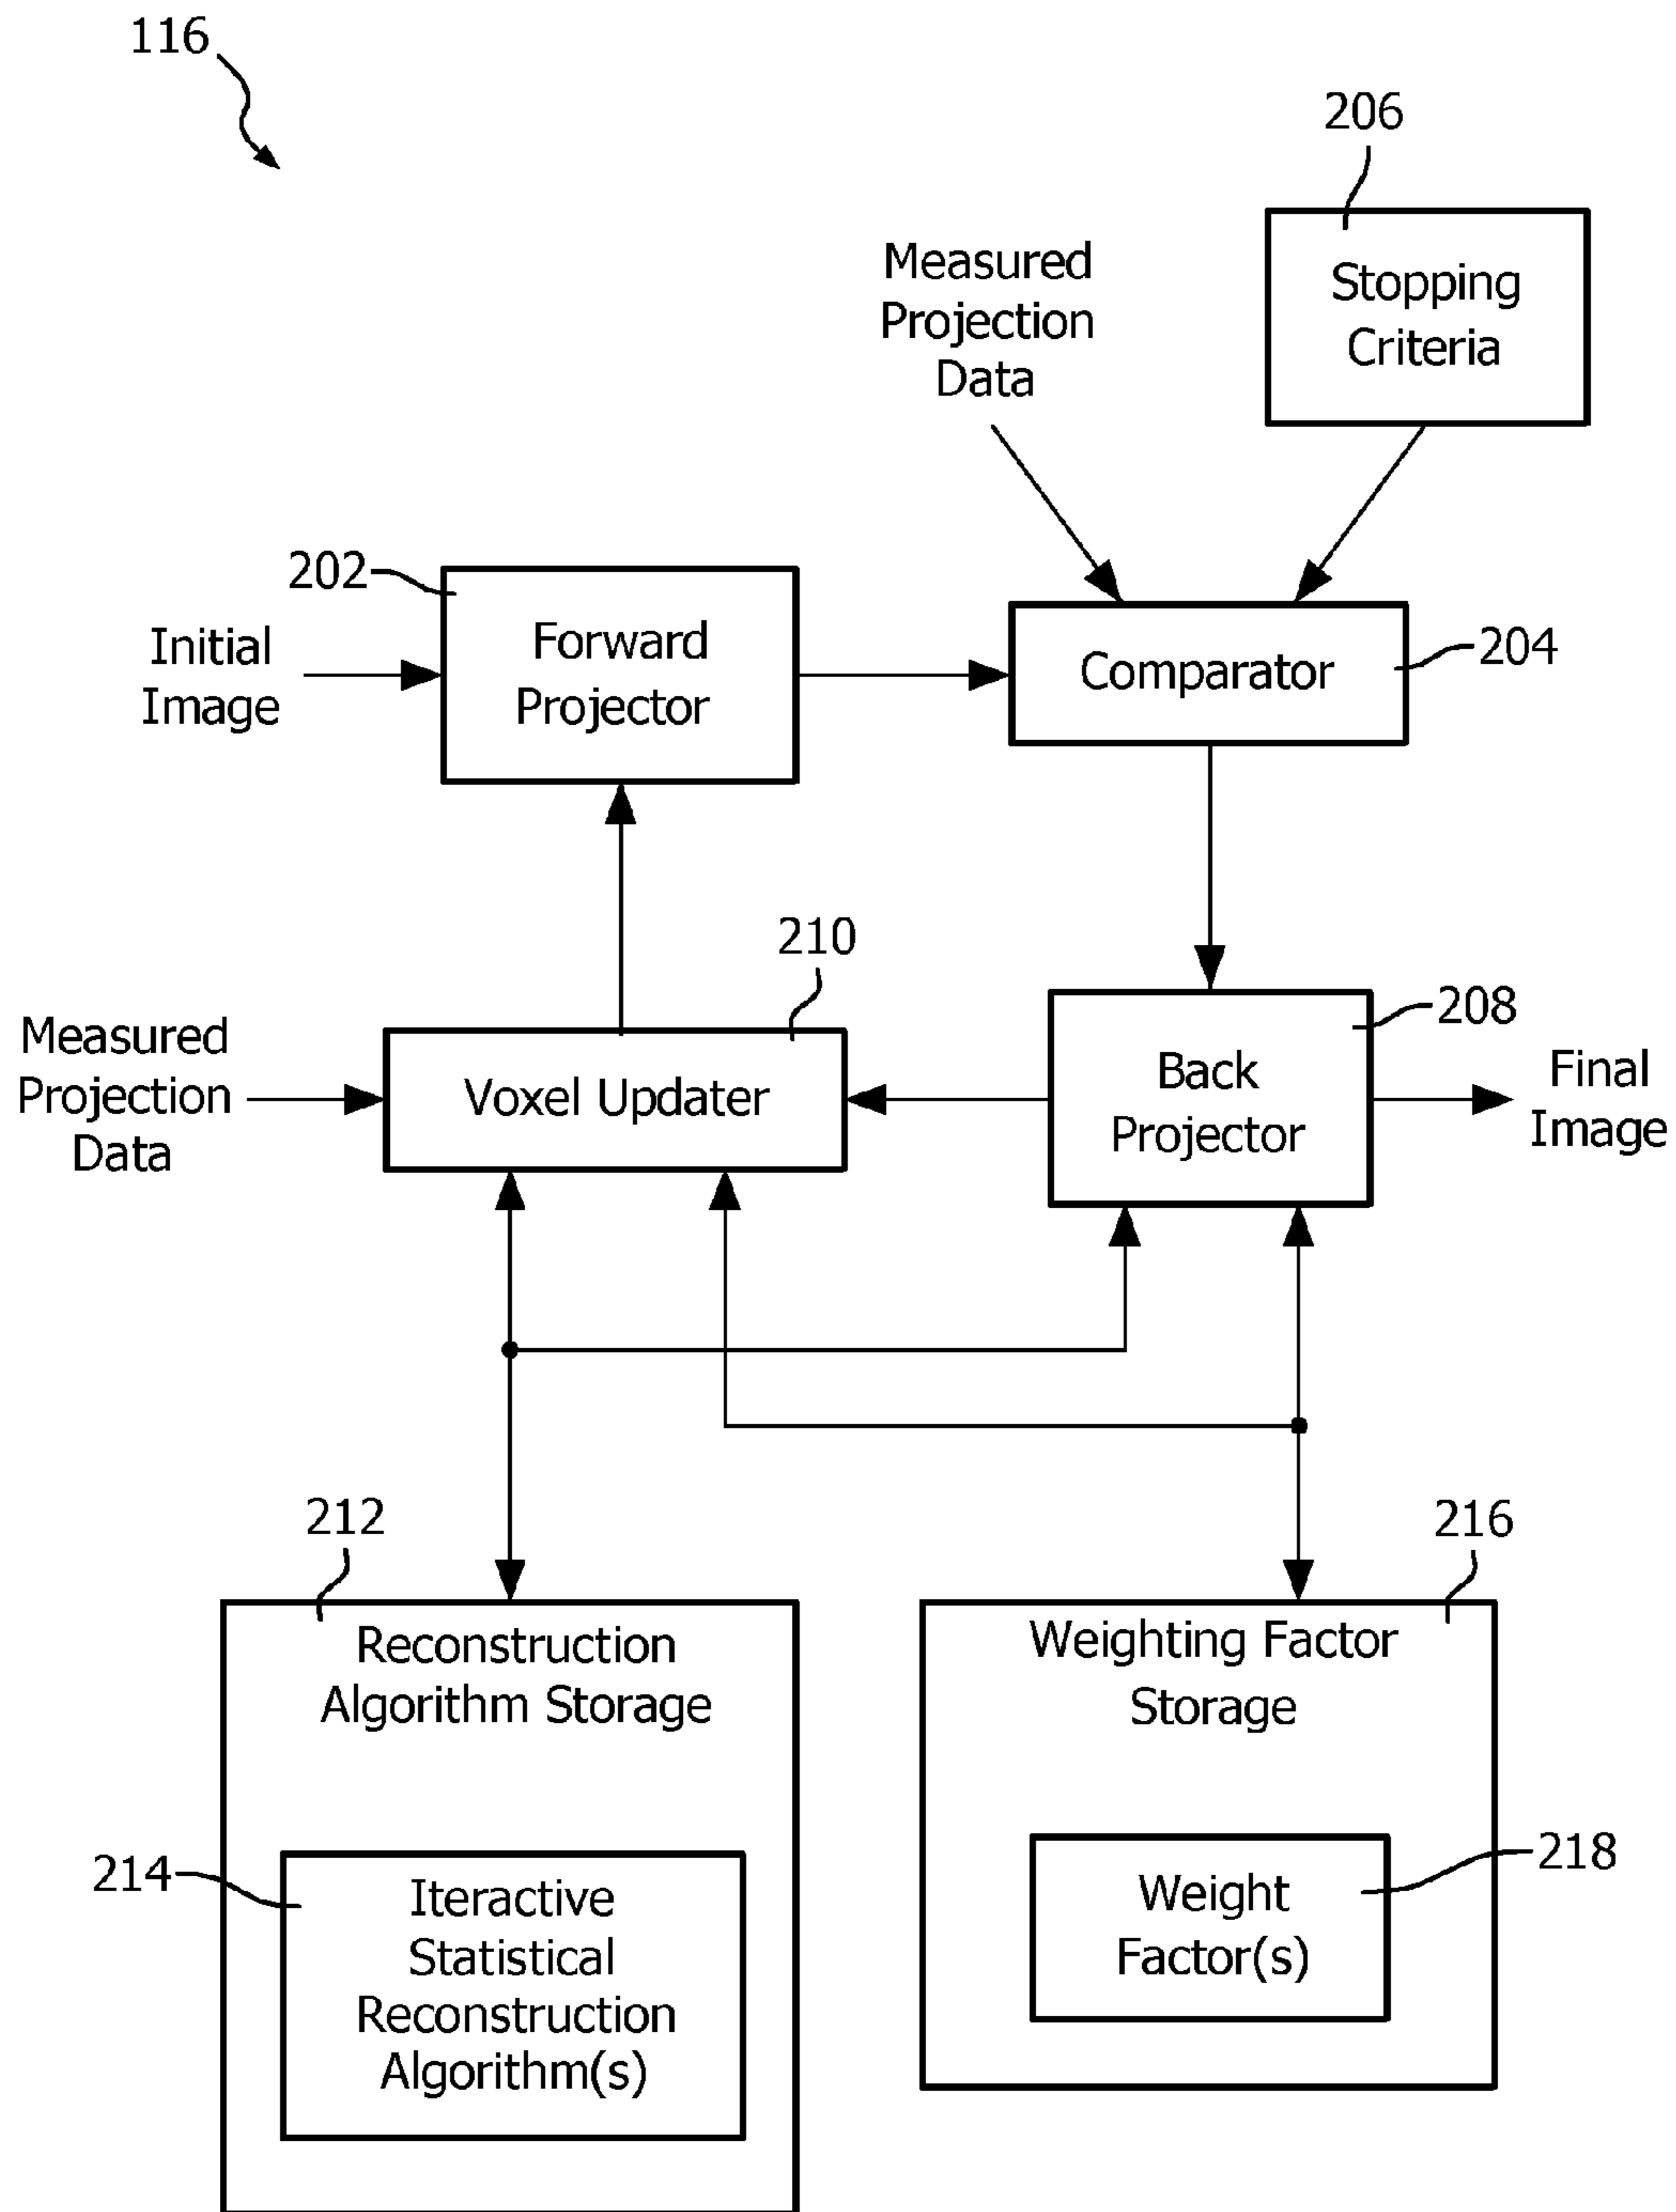 116
206
Stopping
Criteria
Measured
Projection
Data
202
Forward
Projector
Initial
Image
Comparator
204
210
Measured
Projection
Data
Voxel Updater
208
Back
Projector
Final
Image
212
Reconstruction
Algorithm Storage
216
Weighting Factor
Storage
214
Iteractive
Statistical
Reconstruction
Algorithm(s)
218
Weight
Factor(s)